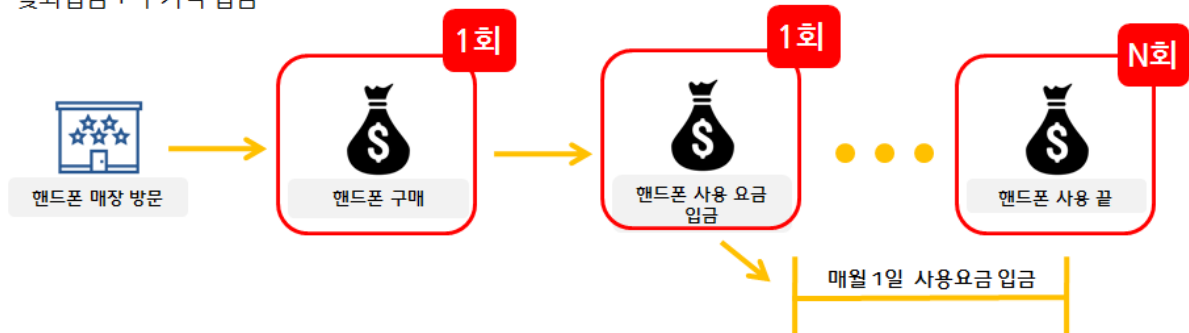 1회
1회
N회
$
$
$
핸드폰 매장 방문
핸드폰 구매
핸드폰 사용 요금
입금
핸드폰 사용 끝
매월 1일 사용요금 입금